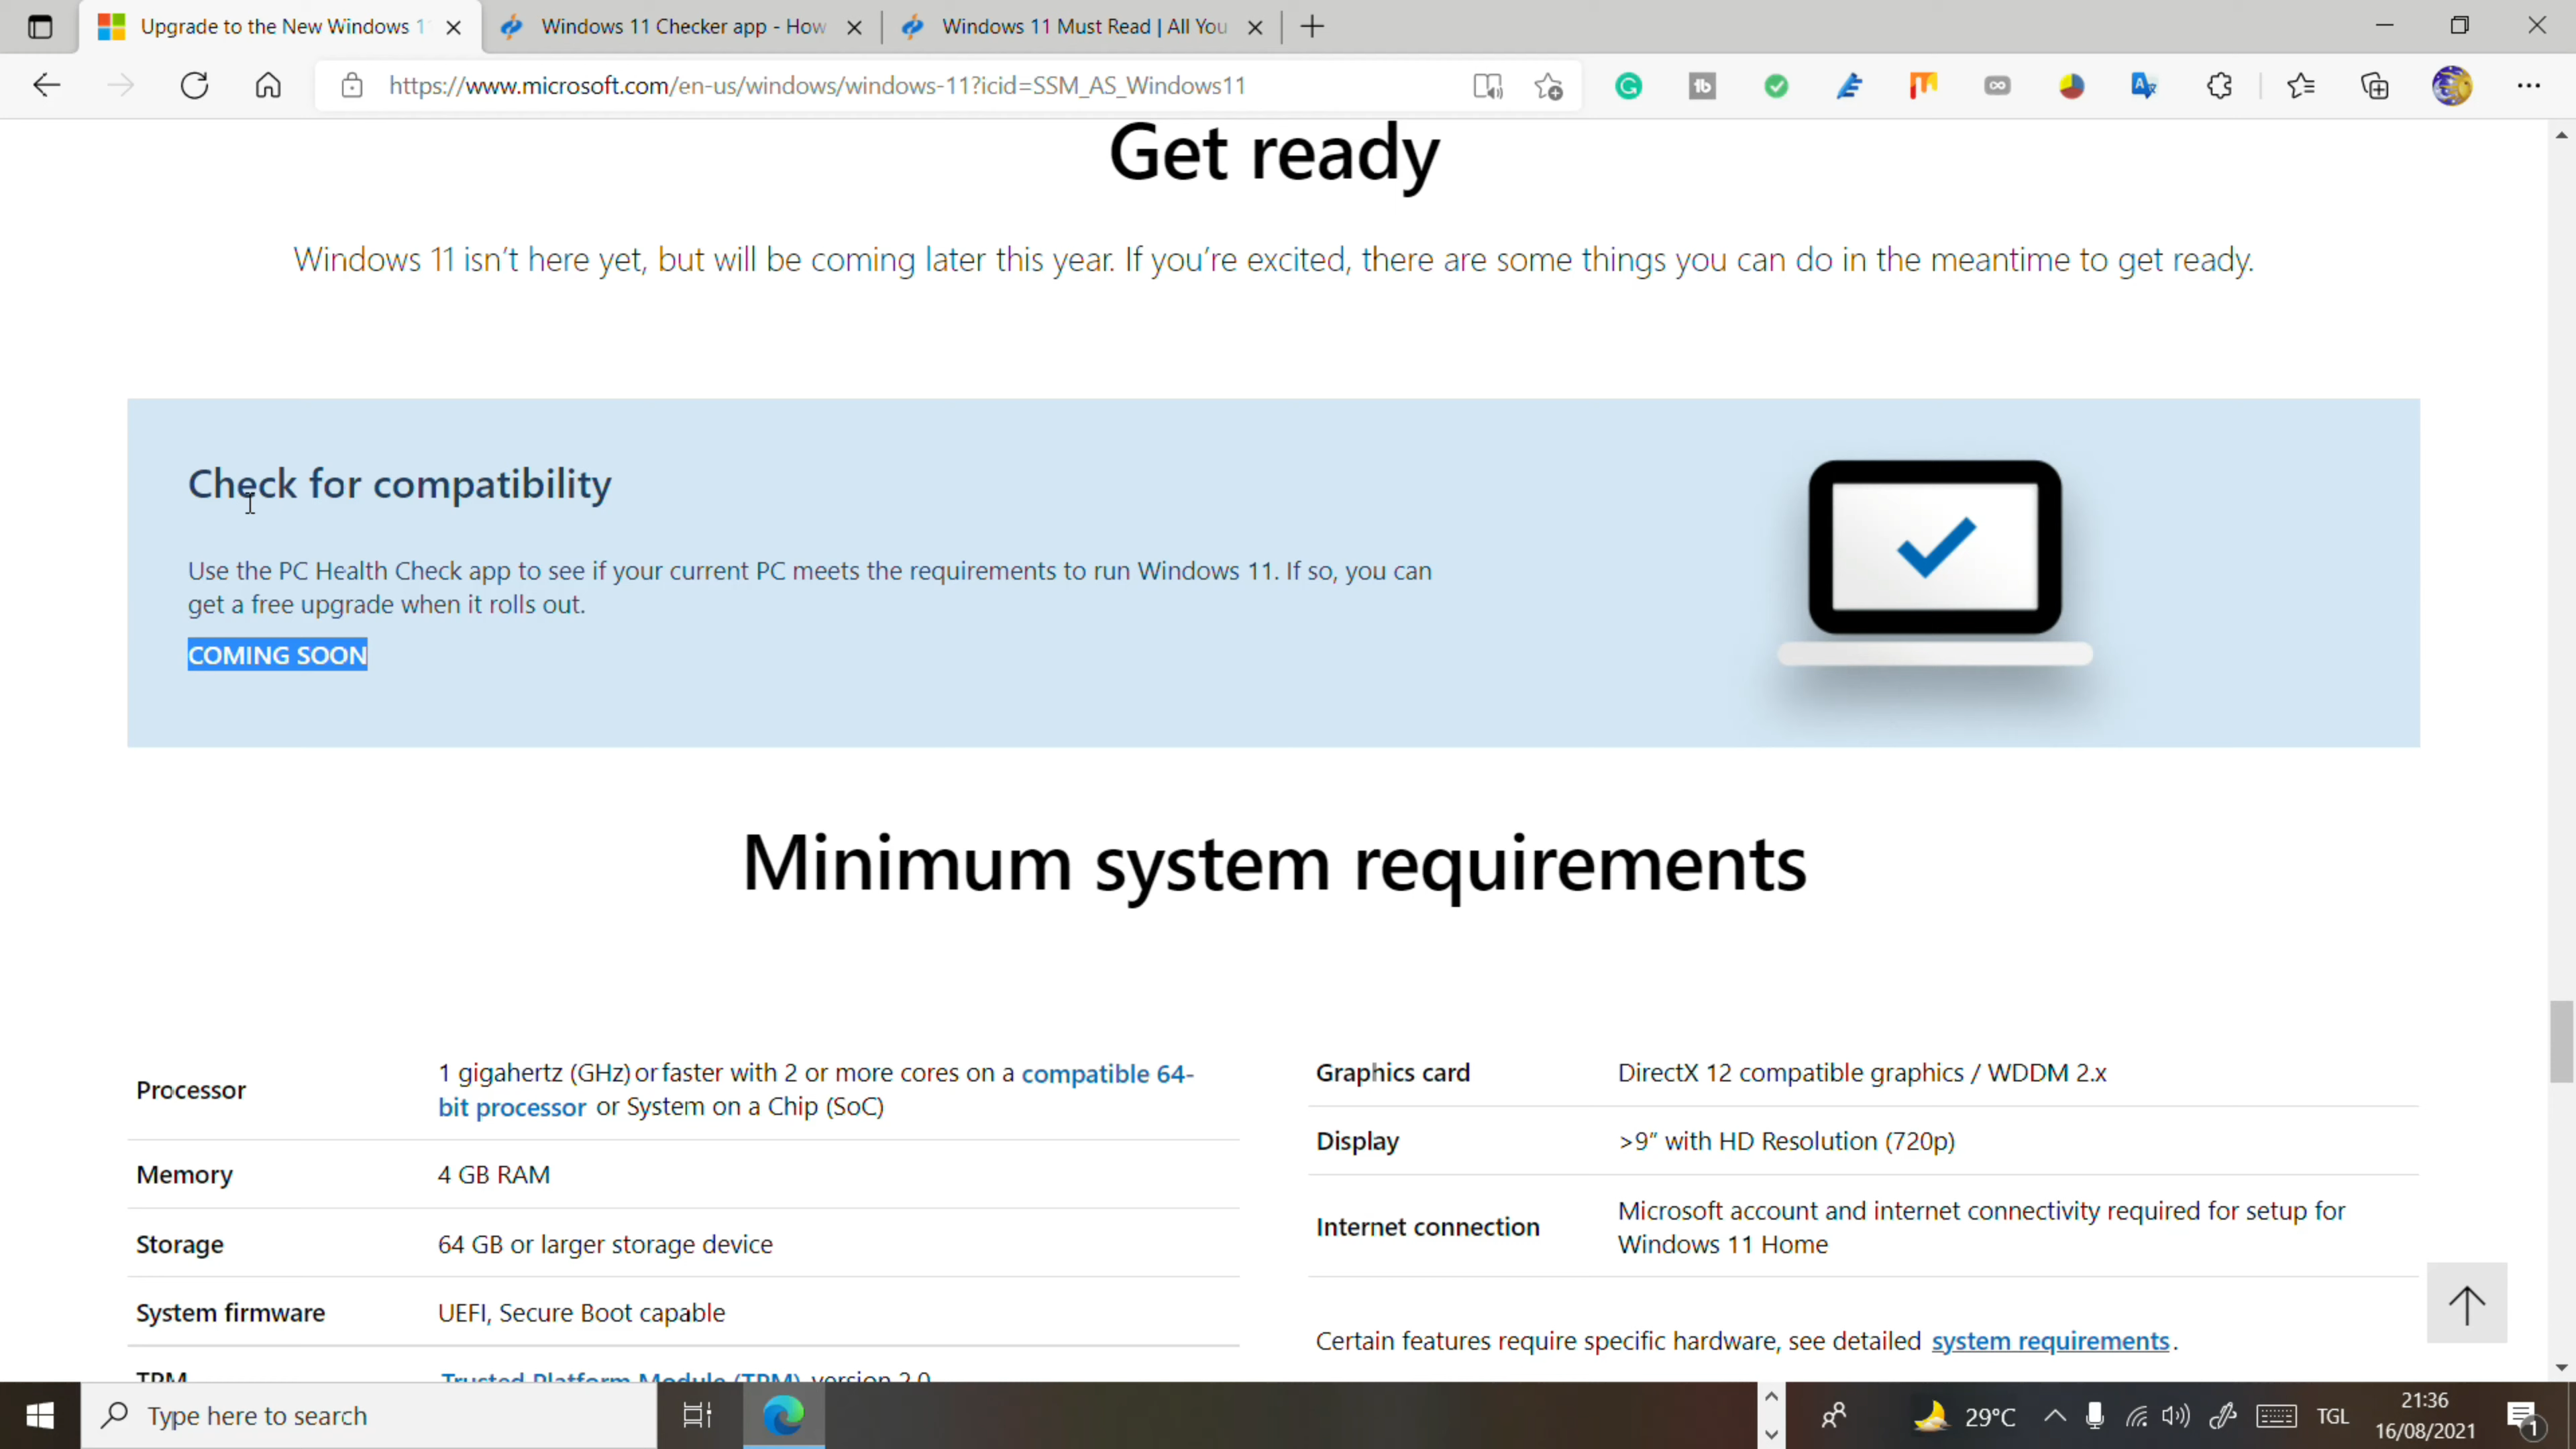 Upgrade to the New Windows 1
Windows 11 Checker app - How
Windows 11 Must Read | All You
https://www.microsoft.com/en-us/windows/windows-11?icid=SSM_AS_Windows11
Get ready
Windows 11 isn't here yet, but will be coming later this year. If you're excited, there are some things you can do in the meantime to get ready.
Check for compatibility
Use the PC Health Check app to see if your current PC meets the requirements to run Windows 11. If so, you can
get a free upgrade when it rolls out.
COMING SOON
Minimum system requirements
Processor
1 gigahertz (GHz) or faster with 2 or more cores on a compatible 64-
bit processor or System on a Chip (SoC)
Memory
4 GB RAM
Storage
64 GB or larger storage device
System firmware
UEFI, Secure Boot capable
TPM
Trusted Platform Module (TPM) version 2.0
Graphics card
DirectX 12 compatible graphics / WDDM 2.x
Display
>9” with HD Resolution (720p)
Internet connection
Microsoft account and internet connectivity required for setup for
Windows 11 Home
Certain features require specific hardware, see detailed system requirements.
Type here to search
29°C
TGL
21:36
16/08/2021
1